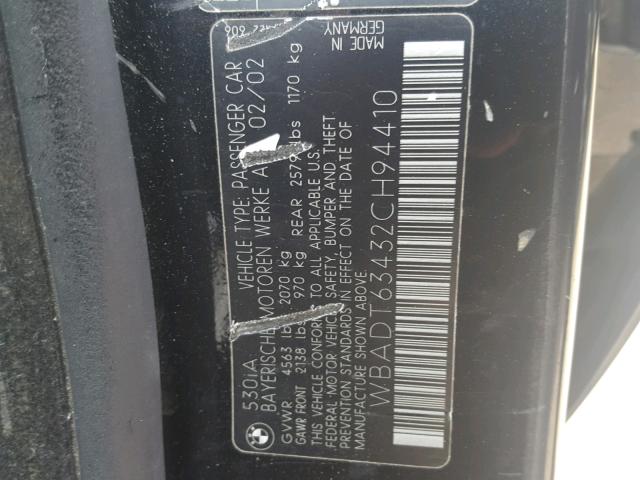 MADE IN
GERMANY
530iA VEHICLE TYPE: PASSENGER CAR
BAYERISCHE MOTOREN WERKE A 02/02
GVWR 4563 lb 2070 kg
GAWR FRONT 2138 lbs 970 kg REAR 2579 lbs 1170 kg
THIS VEHICLE CONFORMS TO ALL APPLICABLE U.S.
FEDERAL MOTOR VEHICLE SAFETY, BUMPER AND THEFT
PREVENTION STANDARDS IN EFFECT ON THE DATE OF
MANUFACTURE SHOWN ABOVE.
WBADT63432CH94410